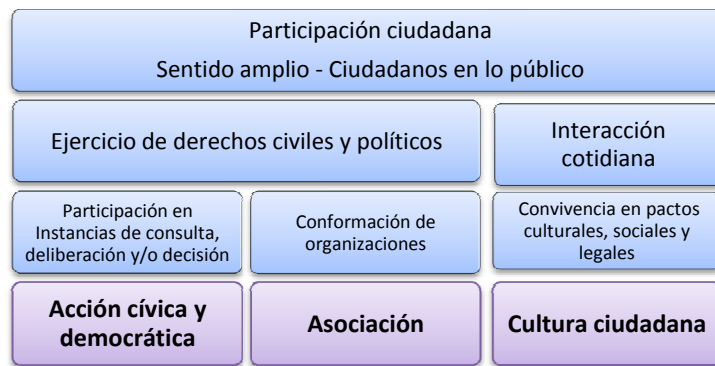 Participación ciudadana
Sentido amplio - Ciudadanos en lo público
Ejercicio de derechos civiles y políticos
Interacción
cotidiana
Participación en
Instancias de consulta,
deliberación y/o decisión
Conformación de
organizaciones
Convivencia en pactos
culturales, sociales y
legales
Acción cívica y
democrática
Asociación
Cultura ciudadana